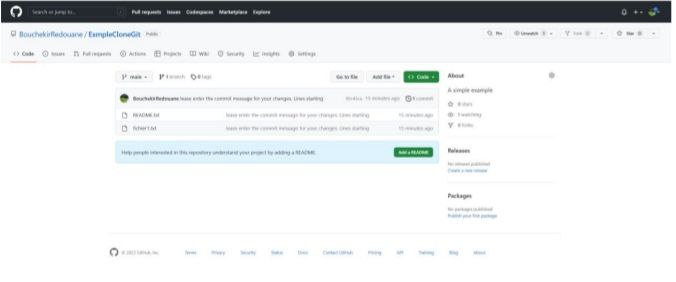 Search or jump to...
Pull requests Issues Codespaces Marketplace Explore
BouchekirRedouane / ExmpleCloneGit Public
Pin Unwatch 1 Fork 0 Star 0
Code Issues Pull requests Actions Projects Wiki Security Insights Settings
main 1 branch 0 tags Go to file Add file Code
BouchekirRedouane lease enter the commit message for your changes. Lines starting 15 minutes ago 1 commit
README.txt lease enter the commit message for your changes. Lines starting 15 minutes ago
fichier1.txt lease enter the commit message for your changes. Lines starting 15 minutes ago
Help people interested in this repository understand your project by adding a README. Add a README
About
A simple example
0 stars
1 watching
0 forks
Releases
No releases published
Create a new release
Packages
No packages published
Publish your first package
© 2023 GitHub, Inc. Terms Privacy Security Status Docs Contact GitHub Pricing API Training Blog About